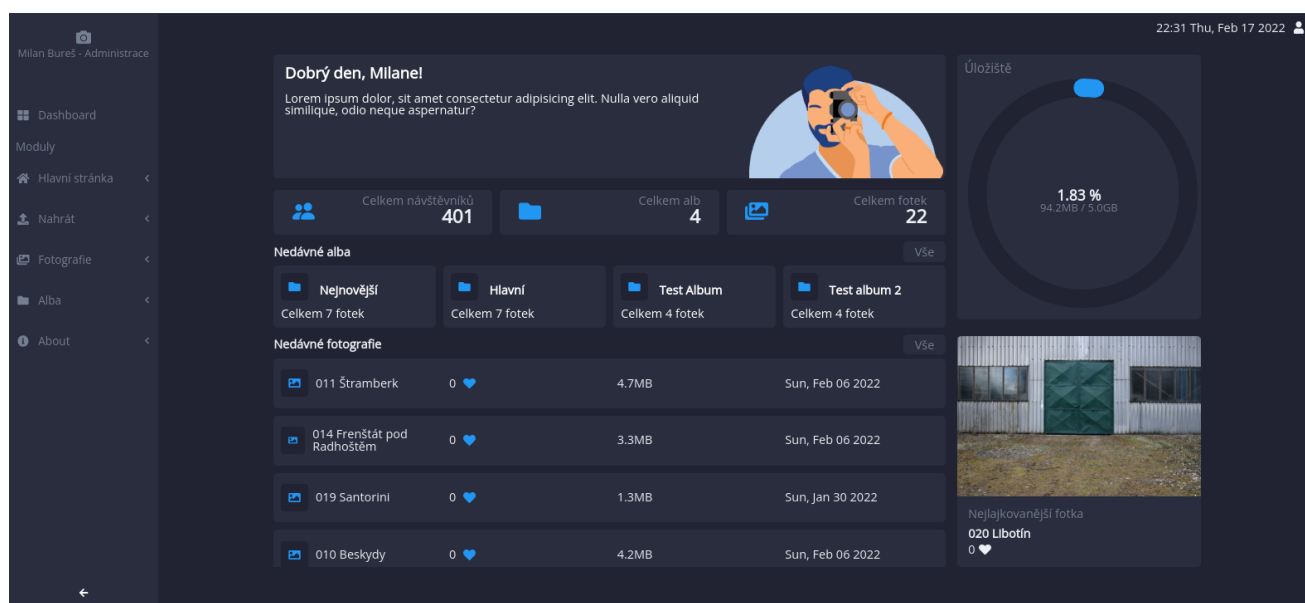 22:31 Thu, Feb 17 2022
Milan Bureš - Administrace
Dashboard
Moduly
Hlavní stránka
Nahrát
Fotografie
Alba
About
Dobrý den, Milane!
Lorem ipsum dolor, sit amet consectetur adipisicing elit. Nulla vero aliquid
similique, odio neque aspernatur?
Celkem návštěvníků
401
Celkem alb
4
Celkem fotek
22
Nedávné alba
Vše
Nejnovější
Celkem 7 fotek
Hlavní
Celkem 7 fotek
Test Album
Celkem 4 fotek
Test album 2
Celkem 4 fotek
Nedávné fotografie
Vše
011 Štramberk 0 4.7MB Sun, Feb 06 2022
014 Frenštát pod
Radhoštěm
0 3.3MB Sun, Feb 06 2022
019 Santorini 0 1.3MB Sun, Jan 30 2022
010 Beskydy 0 4.2MB Sun, Feb 06 2022
Úložiště
1.83 %
94.2MB / 5.0GB
Nejlajkovanější fotka
020 Libotín
0